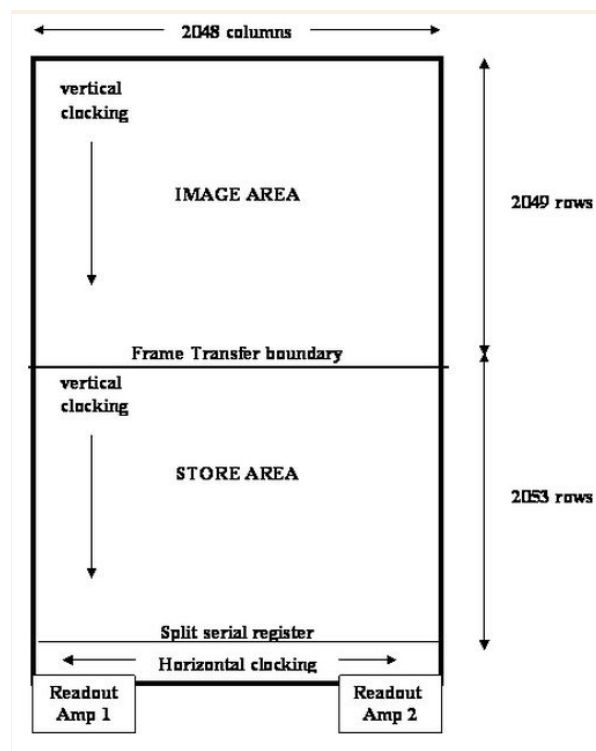 2048 columns
vertical
clocking
IMAGE AREA
2049 rows
Frame Transfer boundary
vertical
clocking
STORE AREA
2053 rows
Split serial register
Horizontal clocking
Readout
Amp 1
Readout
Amp 2